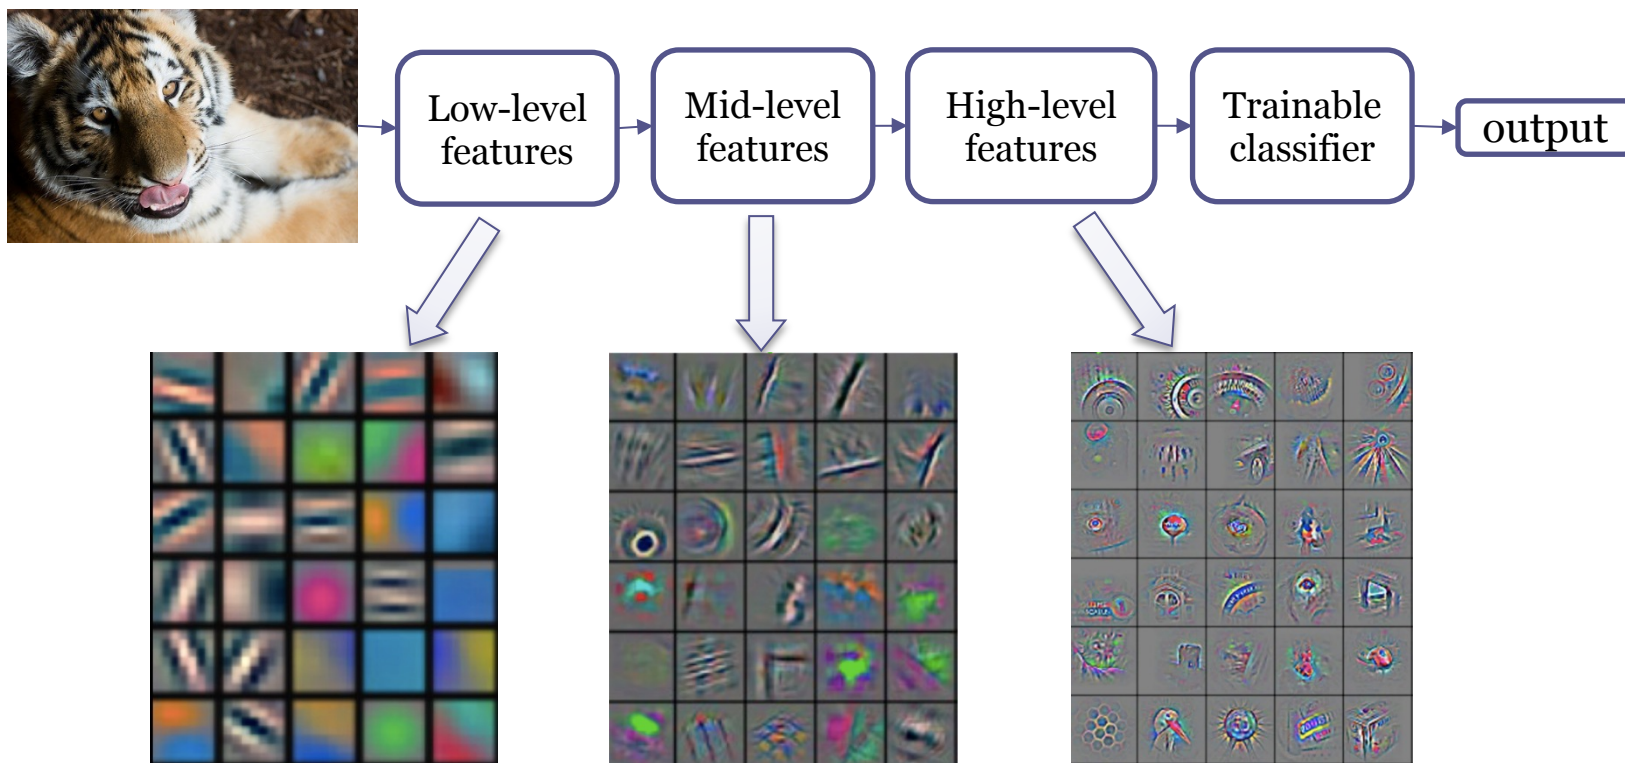 Low-level
features
Mid-level
features
High-level
features
Trainable
classifier
output